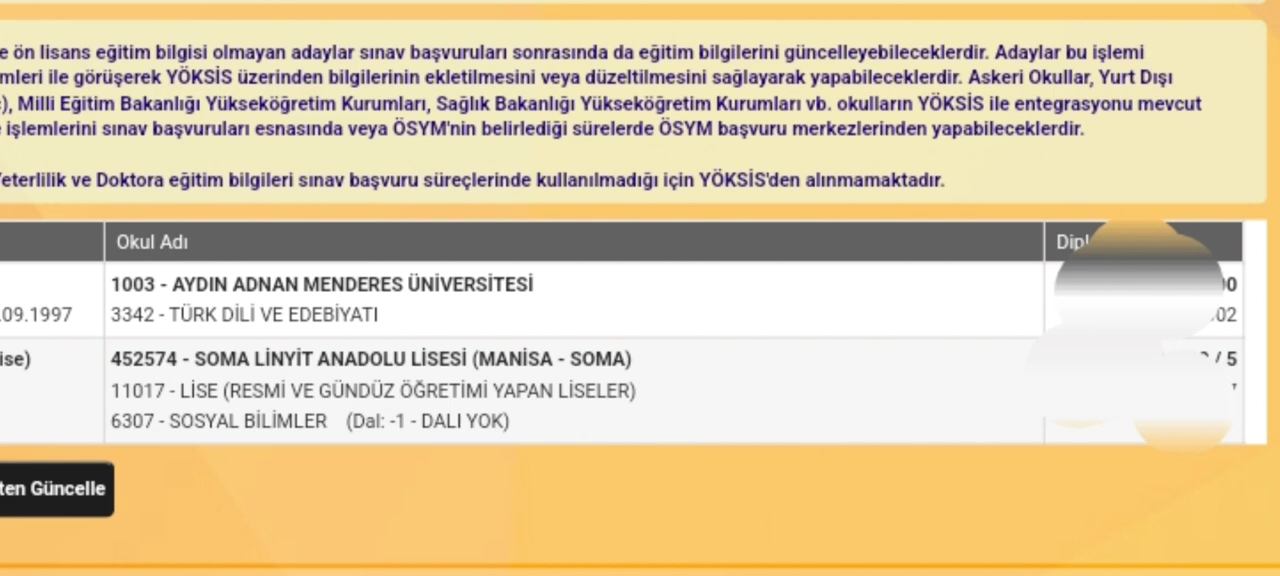 e ön lisans eğitim bilgisi olmayan adaylar sınav başvuruları sonrasında da eğitim bilgilerini güncelleyebileceklerdir. Adaylar bu işlemi
mleri ile görüşerek YÖKSİS üzerinden bilgilerinin ekletilmesini veya düzeltilmesini sağlayarak yapabileceklerdir. Askeri Okullar, Yurt Dışı
), Milli Eğitim Bakanlığı Yükseköğretim Kurumları, Sağlık Bakanlığı Yükseköğretim Kurumları vb. okulların YÖKSİS ile entegrasyonu mevcut
işlemlerini sınav başvuruları esnasında veya ÖSYM'nin belirlediği sürelerde ÖSYM başvuru merkezlerinden yapabileceklerdir.
eterlilik ve Doktora eğitim bilgileri sınav başvuru süreçlerinde kullanılmadığı için YÖKSİS'den alınmamaktadır.
Okul Adı Dipl
1003 - AYDIN ADNAN MENDERES ÜNİVERSİTESİ
.09.1997 3342 - TÜRK DİLİ VE EDEBİYATI 02
ise) 452574 - SOMA LİNYİT ANADOLU LİSESİ (MANİSA - SOMA) / 5
11017 - LİSE (RESMİ VE GÜNDÜZ ÖĞRETİMİ YAPAN LİSELER)
6307 - SOSYAL BİLİMLER (Dal: -1 - DALI YOK)
ten Güncelle